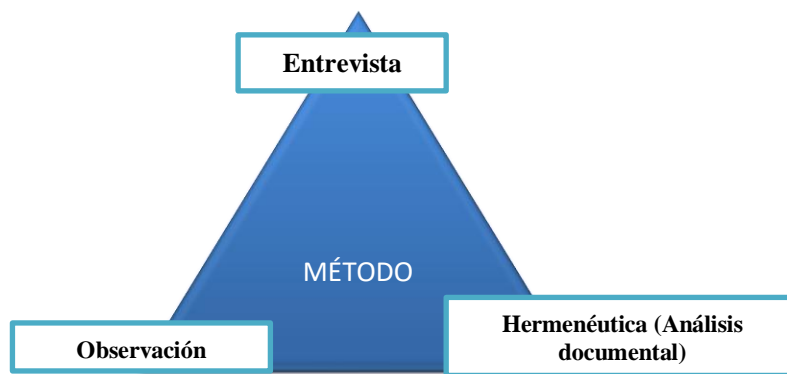 Entrevista
MÉTODO
Observación
Hermenéutica (Análisis
documental)